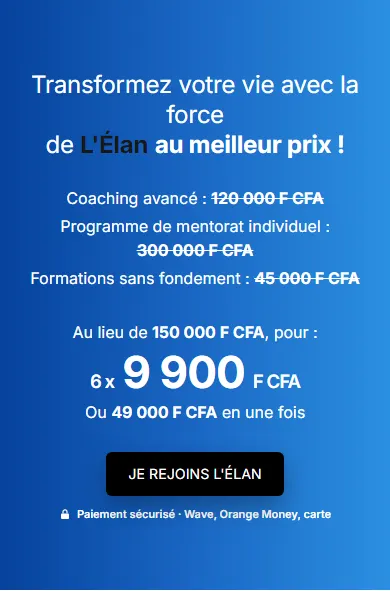 Transformez votre vie avec la
force
de L'Élan au meilleur prix !
Coaching avancé : 120 000 F CFA
Programme de mentorat individuel :
300 000 F CFA
Formations sans fondement : 45 000 F CFA
Au lieu de 150 000 F CFA, pour :
6 x 9 900 F CFA
Ou 49 000 F CFA en une fois
JE REJOINS L'ÉLAN
Paiement sécurisé · Wave, Orange Money, carte